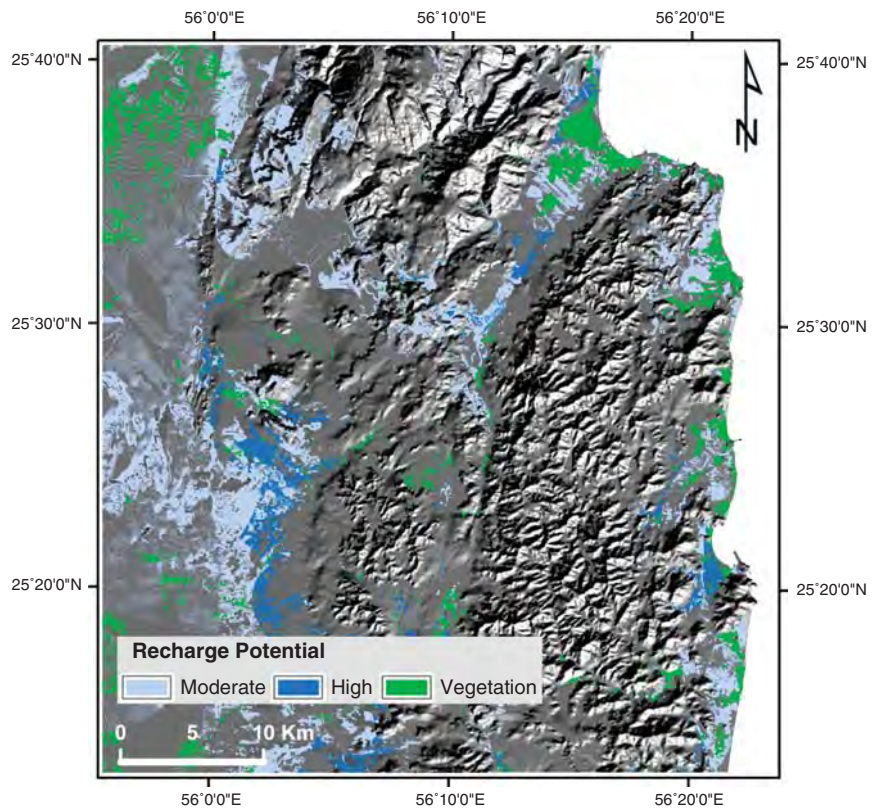 56˚0'0"E 56˚10'0"E 56˚20'0"E
25˚40'0"N 25˚40'0"N
N
25˚30'0"N 25˚30'0"N
25˚20'0"N 25˚20'0"N
Recharge Potential
Moderate High Vegetation
0 5 10 Km
56˚0'0"E 56˚10'0"E 56˚20'0"E